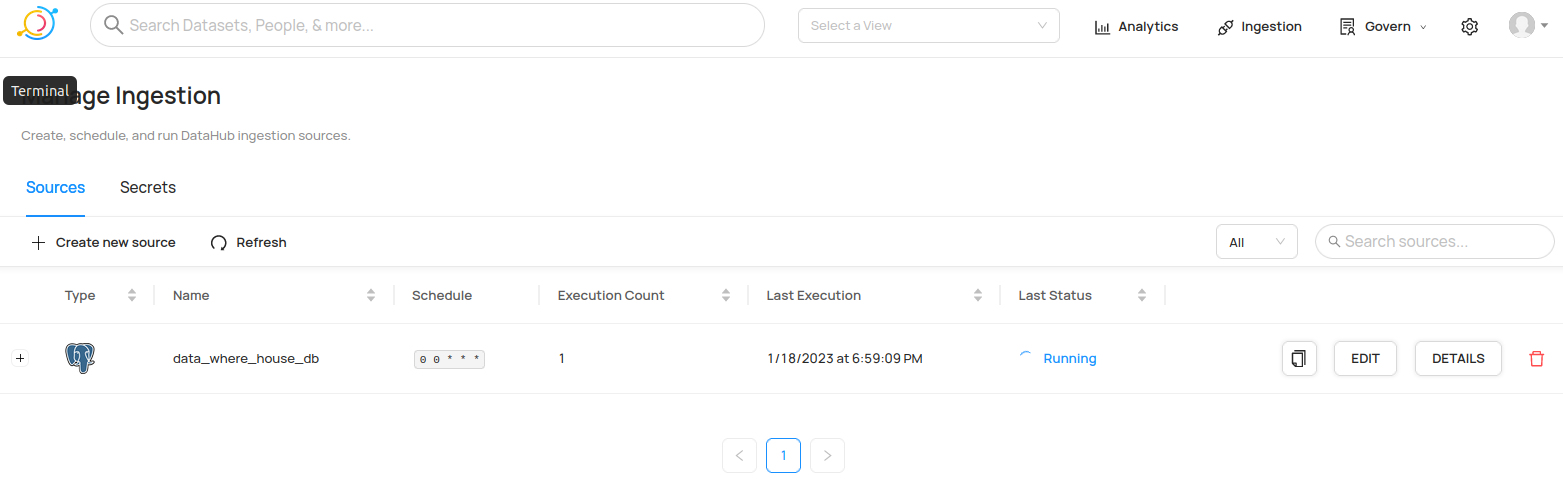 Search Datasets, People, & more...
Select a View
Analytics
Ingestion
Govern
Terminal
Manage Ingestion
Create, schedule, and run DataHub ingestion sources.
Sources
Secrets
Create new source
Refresh
All
Search sources...
Type
Name
Schedule
Execution Count
Last Execution
Last Status
data_where_house_db
0 0 * * *
1
1/18/2023 at 6:59:09 PM
Running
EDIT
DETAILS
1